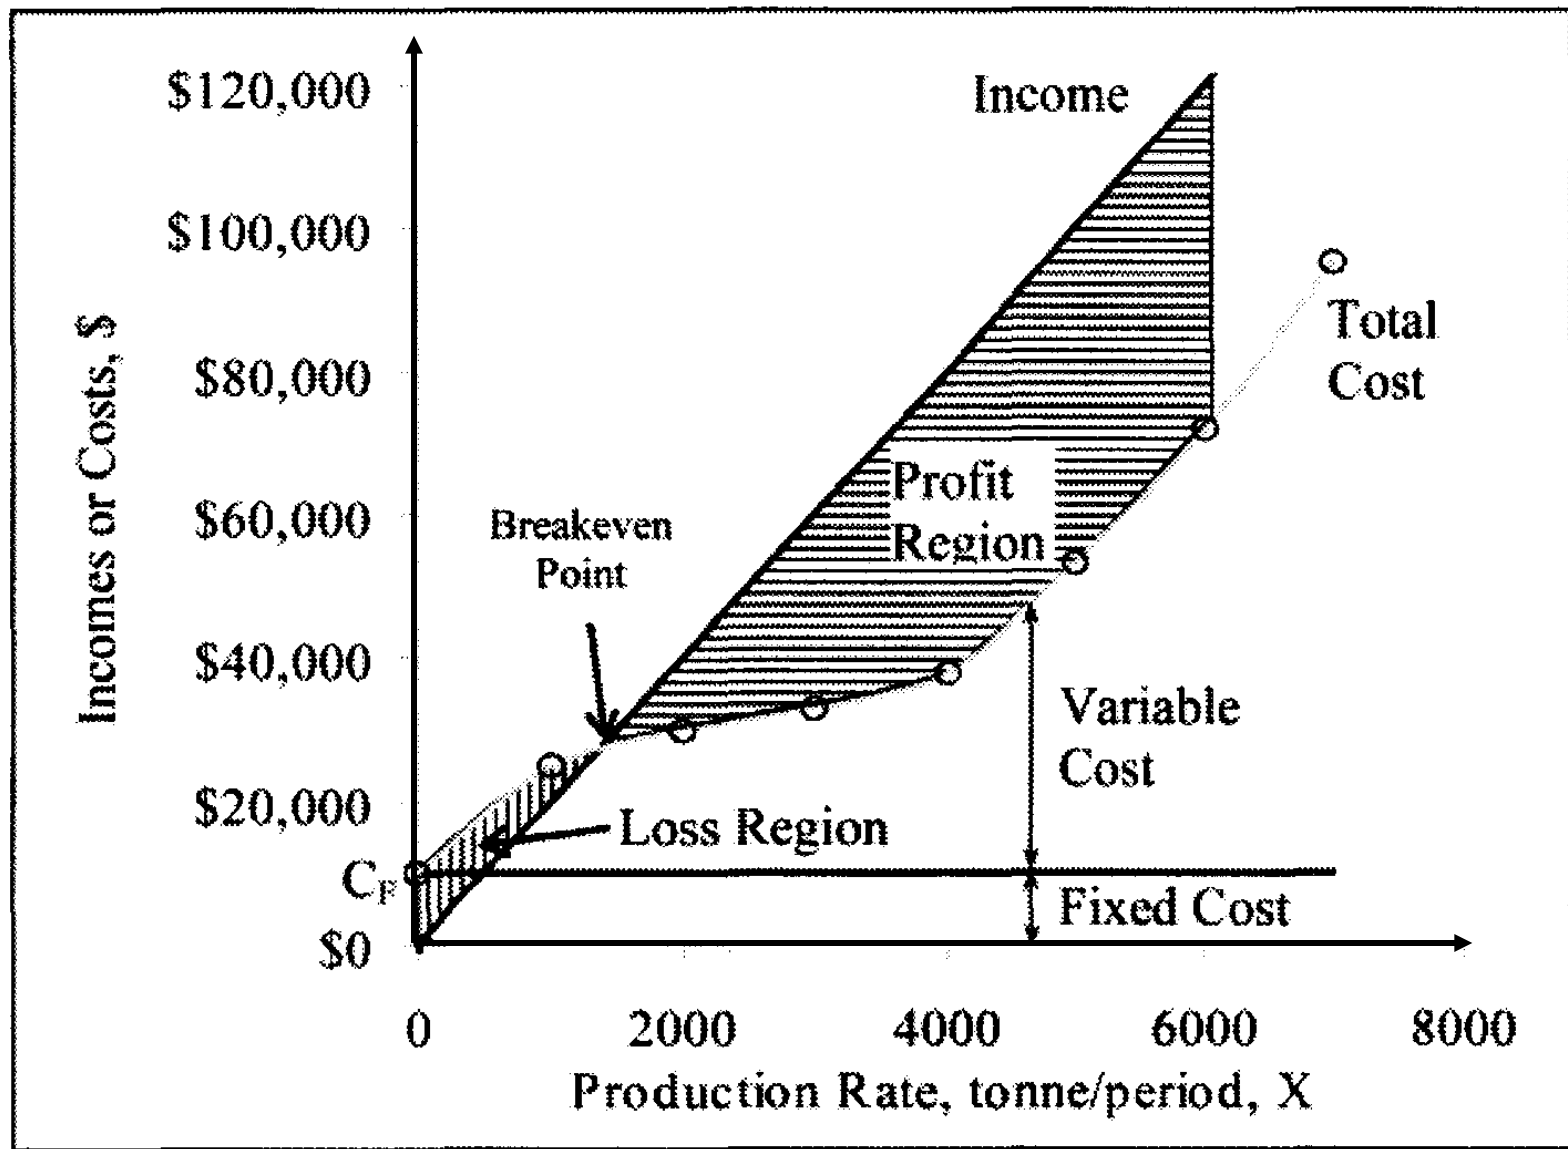 $120,000
Income
$100,000
Total
Cost
$80,000
Profit
Region
$60,000
Breakeven
Point
$40,000
Variable
Cost
$20,000
Loss Region
C_F
Fixed Cost
$0
0 2000 4000 6000 8000
Production Rate, tonne/period, X
Incomes or Costs, $